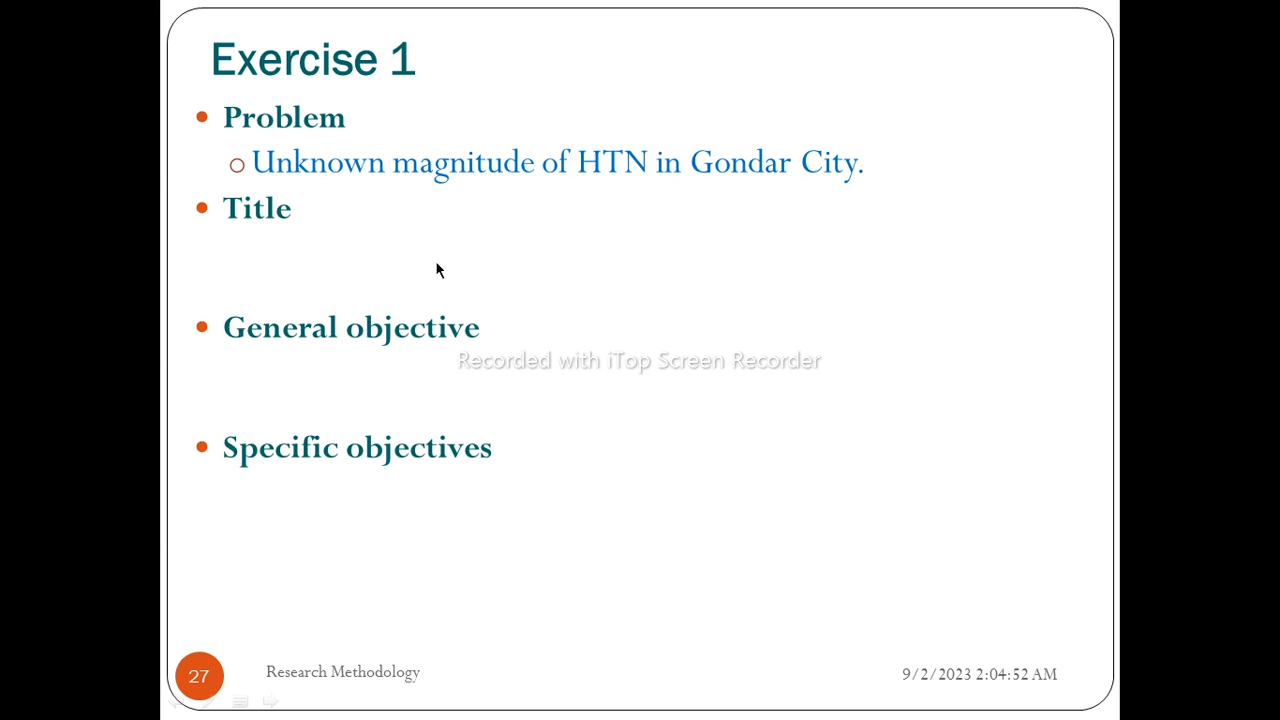 Exercise 1
Problem
Unknown magnitude of HTN in Gondar City.
Title
General objective
Recorded with iTop Screen Recorder
Specific objectives
27
Research Methodology
9/2/2023 2:04:52 AM